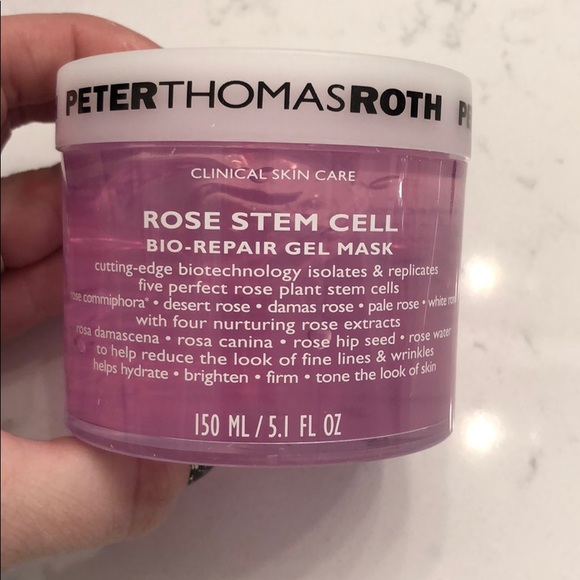 PETERTHOMASROTH PE
CLINICAL SKIN CARE
ROSE STEM CELL
BIO-REPAIR GEL MASK
cutting-edge biotechnology isolates & replicates
five perfect rose plant stem cells
rose commiphora* • desert rose • damas rose • pale rose • white rose
with four nurturing rose extracts
rosa damascena • rosa canina • rose hip seed • rose water
to help reduce the look of fine lines & wrinkles
helps hydrate • brighten • firm • tone the look of skin
150 ML / 5.1 FL OZ